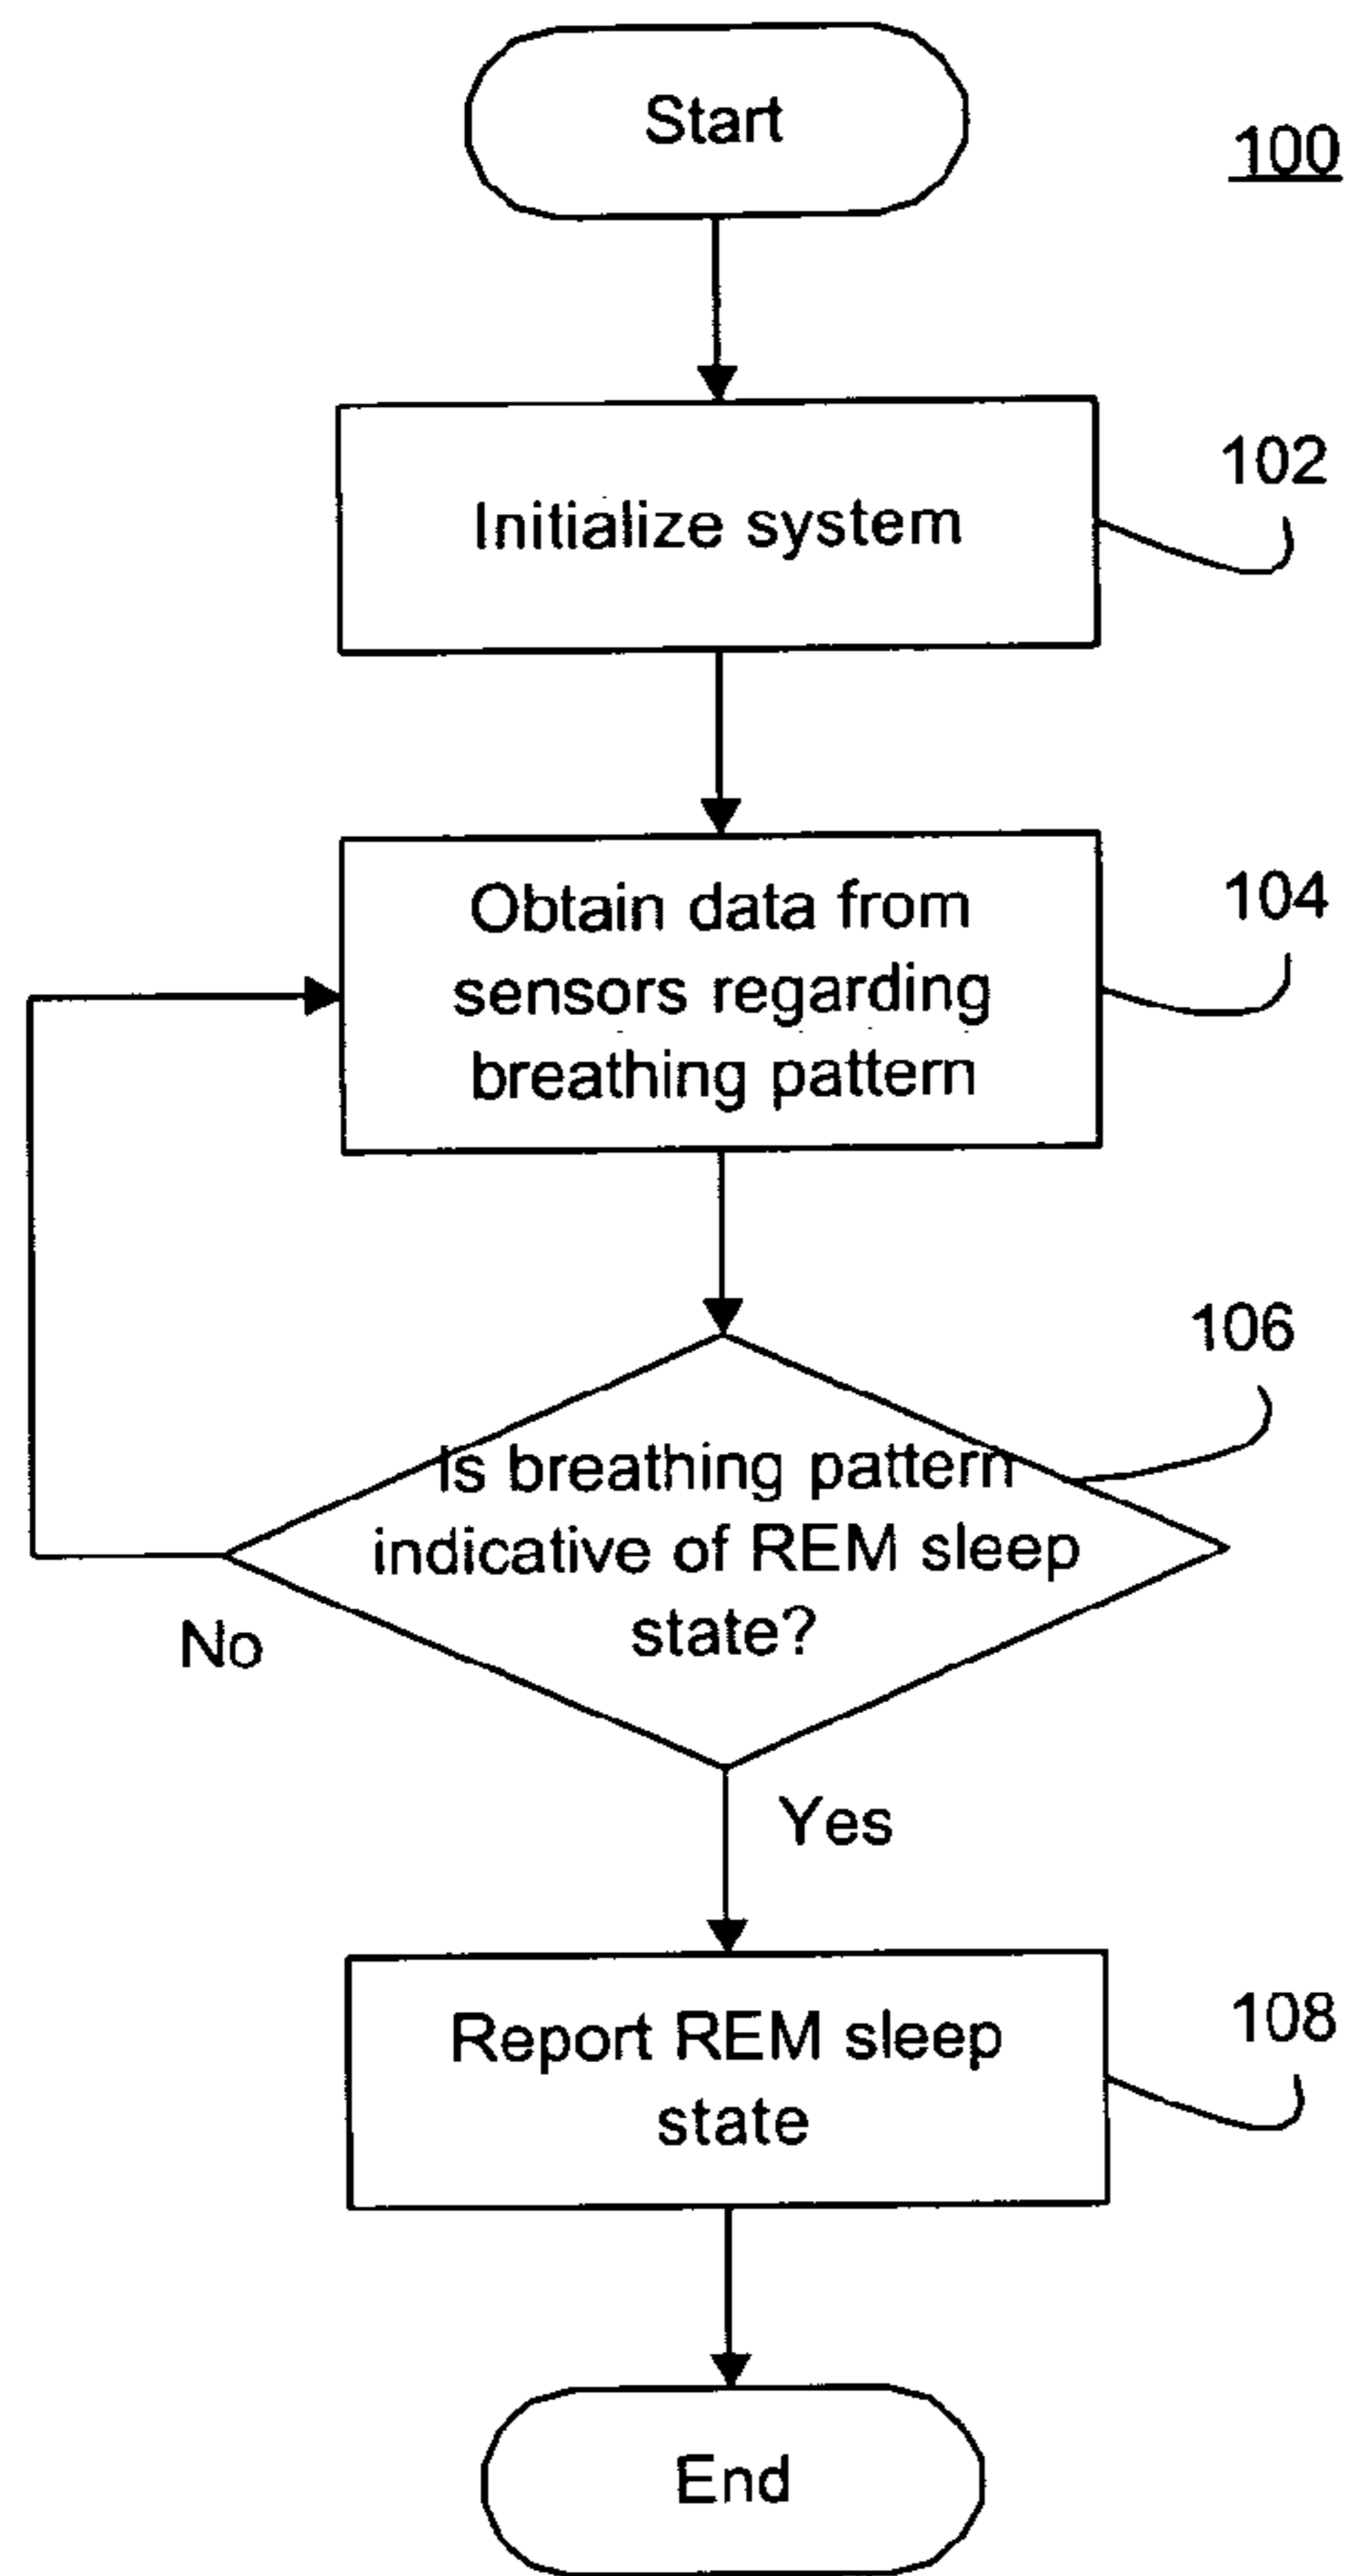 Start
100
Initialize system
102
Obtain data from
sensors regarding
breathing pattern
104
Is breathing pattern
indicative of REM sleep
state?
106
No
Yes
Report REM sleep
state
108
End